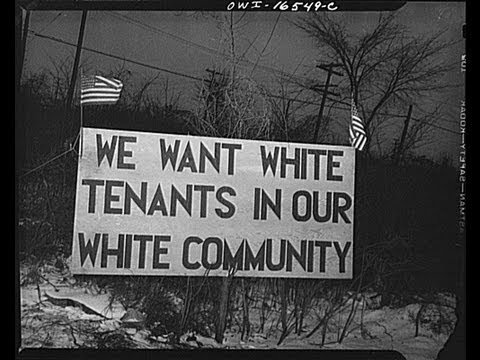 OWI-16549-C
WE WANT WHITE
TENANTS IN OUR
WHITE COMMUNITY